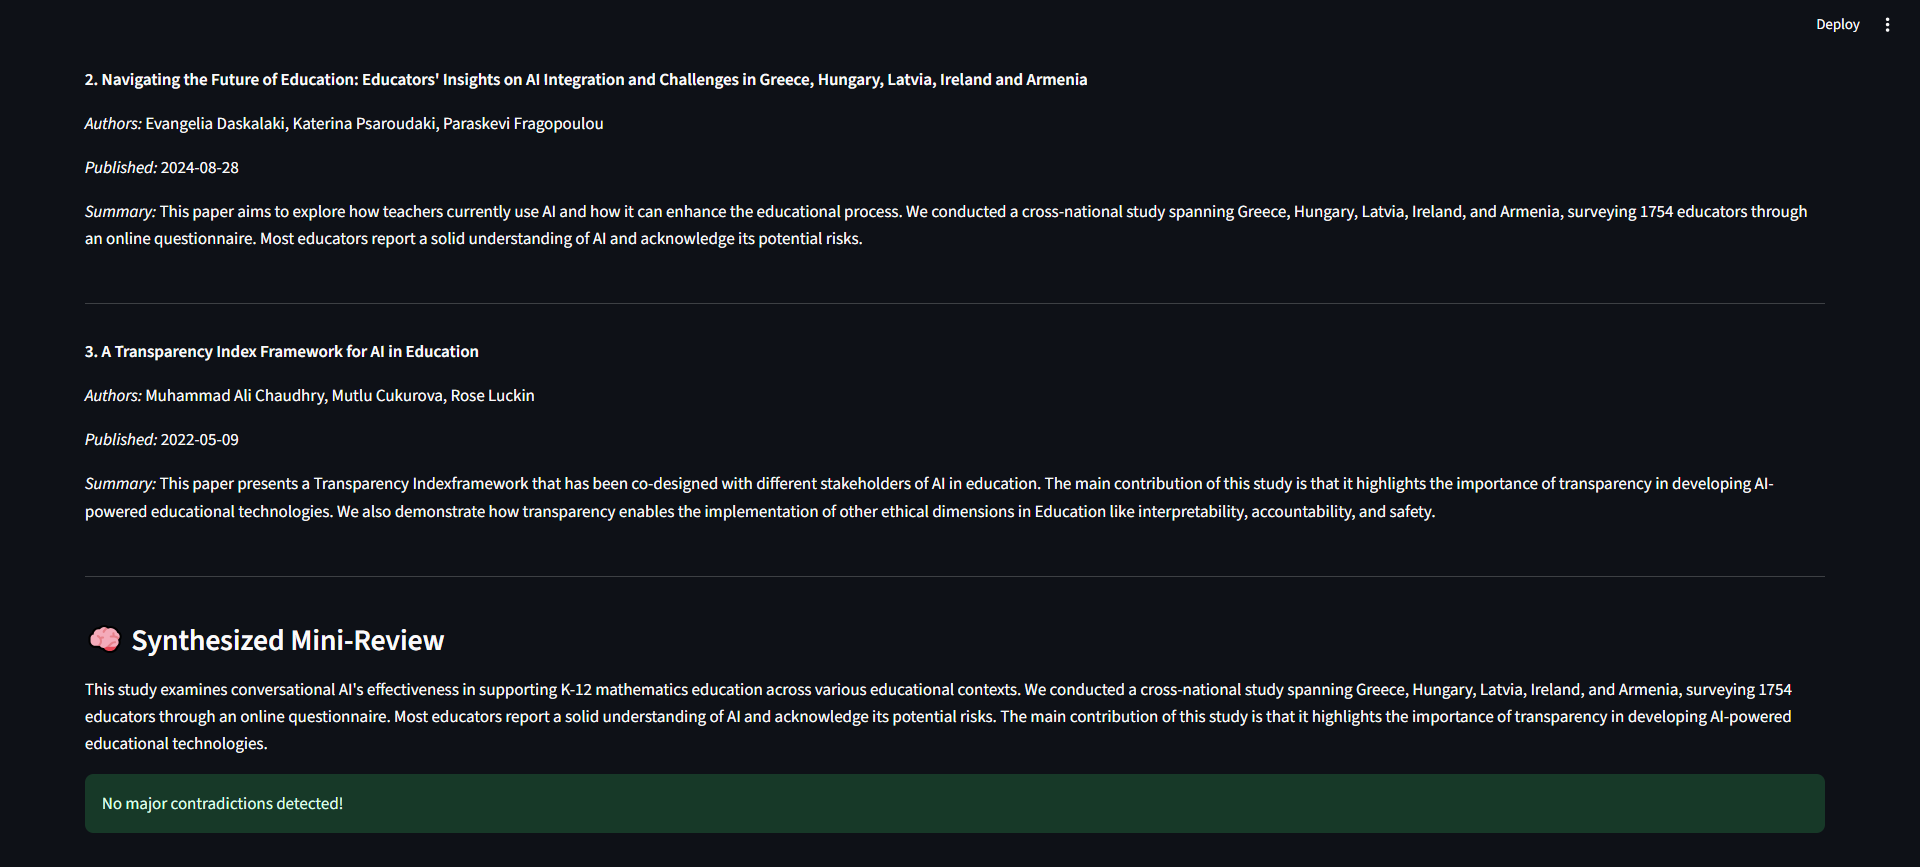 Deploy
2. Navigating the Future of Education: Educators' Insights on AI Integration and Challenges in Greece, Hungary, Latvia, Ireland and Armenia
Authors: Evangelia Daskalaki, Katerina Psaroudaki, Paraskevi Fragopoulou
Published: 2024-08-28
Summary: This paper aims to explore how teachers currently use AI and how it can enhance the educational process. We conducted a cross-national study spanning Greece, Hungary, Latvia, Ireland, and Armenia, surveying 1754 educators through
an online questionnaire. Most educators report a solid understanding of AI and acknowledge its potential risks.
3. A Transparency Index Framework for AI in Education
Authors: Muhammad Ali Chaudhry, Mutlu Cukurova, Rose Luckin
Published: 2022-05-09
Summary: This paper presents a Transparency Indexframework that has been co-designed with different stakeholders of AI in education. The main contribution of this study is that it highlights the importance of transparency in developing AI-
powered educational technologies. We also demonstrate how transparency enables the implementation of other ethical dimensions in Education like interpretability, accountability, and safety.
Synthesized Mini-Review
This study examines conversational AI's effectiveness in supporting K-12 mathematics education across various educational contexts. We conducted a cross-national study spanning Greece, Hungary, Latvia, Ireland, and Armenia, surveying 1754
educators through an online questionnaire. Most educators report a solid understanding of AI and acknowledge its potential risks. The main contribution of this study is that it highlights the importance of transparency in developing AI-powered
educational technologies.
No major contradictions detected!